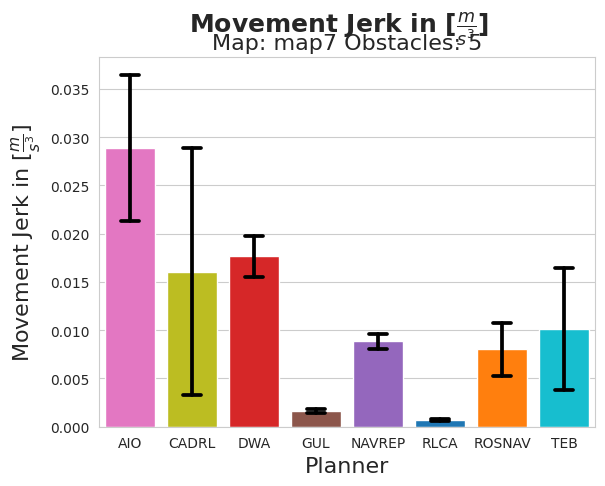 Movement Jerk in [$\frac{m}{s^3}$]
Map: map7 Obstacles: 5
Movement Jerk in [$\frac{m}{s^3}$]
0.035
0.030
0.025
0.020
0.015
0.010
0.005
0.000
AIO CADRL DWA GUL NAVREP RLCA ROSNAV TEB
Planner